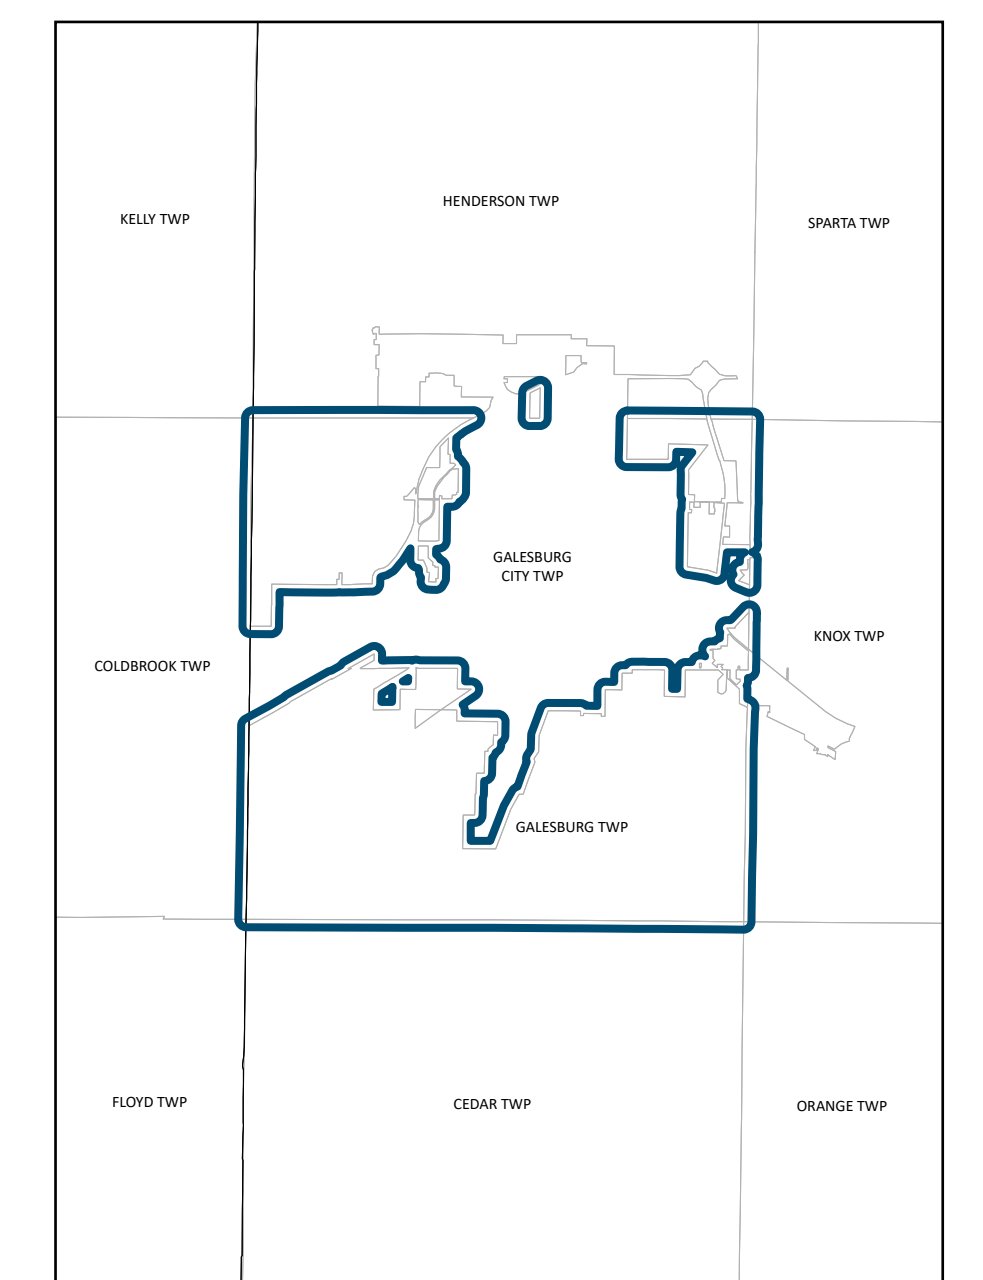 HENDERSON TWP
KELLY TWP
SPARTA TWP
GALESBURG
CITY TWP
KNOX TWP
COLDBROOK TWP
GALESBURG TWP
FLOYD TWP
CEDAR TWP
ORANGE TWP